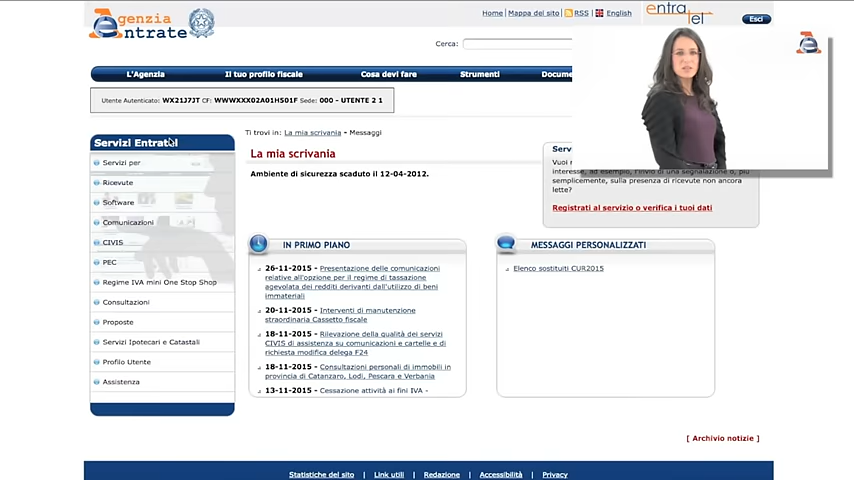 Agenzia
Entrate
Home | Mappa del sito | RSS | English
entratel
Esci
Cerca:
L'Agenzia
Il tuo profilo fiscale
Cosa devi fare
Strumenti
Docume
Utente Autenticato: WX21J7JT CF: WWWXXX02A01H501F Sede: 000 - UTENTE 2 1
Ti trovi in: La mia scrivania - Messaggi
Servizi Entratel
Servizi per
Ricevute
Software
Comunicazioni
CIVIS
PEC
Regime IVA mini One Stop Shop
Consultazioni
Proposte
Servizi Ipotecari e Catastali
Profilo Utente
Assistenza
La mia scrivania
Ambiente di sicurezza scaduto il 12-04-2012.
Serv
Vuoi
interesse, ad esempio, l'invio di una segnalazione o, più
semplicemente, sulla presenza di ricevute non ancora
lette?
Registrati al servizio o verifica i tuoi dati
IN PRIMO PIANO
26-11-2015 - Presentazione delle comunicazioni
relative all'opzione per il regime di tassazione
agevolata dei redditi derivanti dall'utilizzo di beni
immateriali
20-11-2015 - Interventi di manutenzione
straordinaria Cassetto fiscale
18-11-2015 - Rilevazione della qualità dei servizi
CIVIS di assistenza su comunicazioni e cartelle e di
richiesta modifica delega F24
18-11-2015 - Consultazioni personali di immobili in
provincia di Catanzaro, Lodi, Pescara e Verbania
13-11-2015 - Cessazione attività ai fini IVA -
MESSAGGI PERSONALIZZATI
Elenco sostituiti CUR2015
[ Archivio notizie ]
Statistiche del sito | Link utili | Redazione | Accessibilità | Privacy